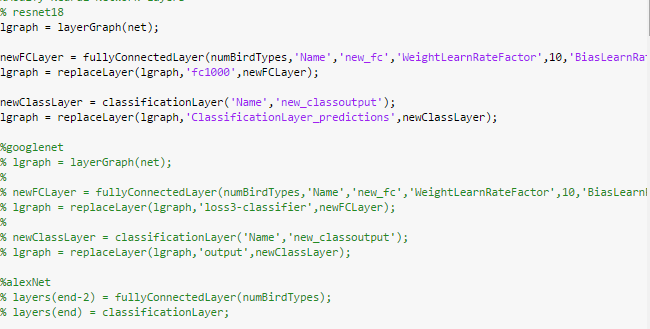 % resnet18
lgraph = layerGraph(net);
newFCLayer = fullyConnectedLayer(numBirdTypes,'Name','new_fc','WeightLearnRateFactor',10,'BiasLearnRa
lgraph = replaceLayer(lgraph,'fc1000',newFCLayer);
newClassLayer = classificationLayer('Name','new_classoutput');
lgraph = replaceLayer(lgraph,'ClassificationLayer_predictions',newClassLayer);
%googlenet
% lgraph = layerGraph(net);
%
% newFCLayer = fullyConnectedLayer(numBirdTypes,'Name','new_fc','WeightLearnRateFactor',10,'BiasLearn
% lgraph = replaceLayer(lgraph,'loss3-classifier',newFCLayer);
%
% newClassLayer = classificationLayer('Name','new_classoutput');
% lgraph = replaceLayer(lgraph,'output',newClassLayer);
%alexNet
% layers(end-2) = fullyConnectedLayer(numBirdTypes);
% layers(end) = classificationLayer;